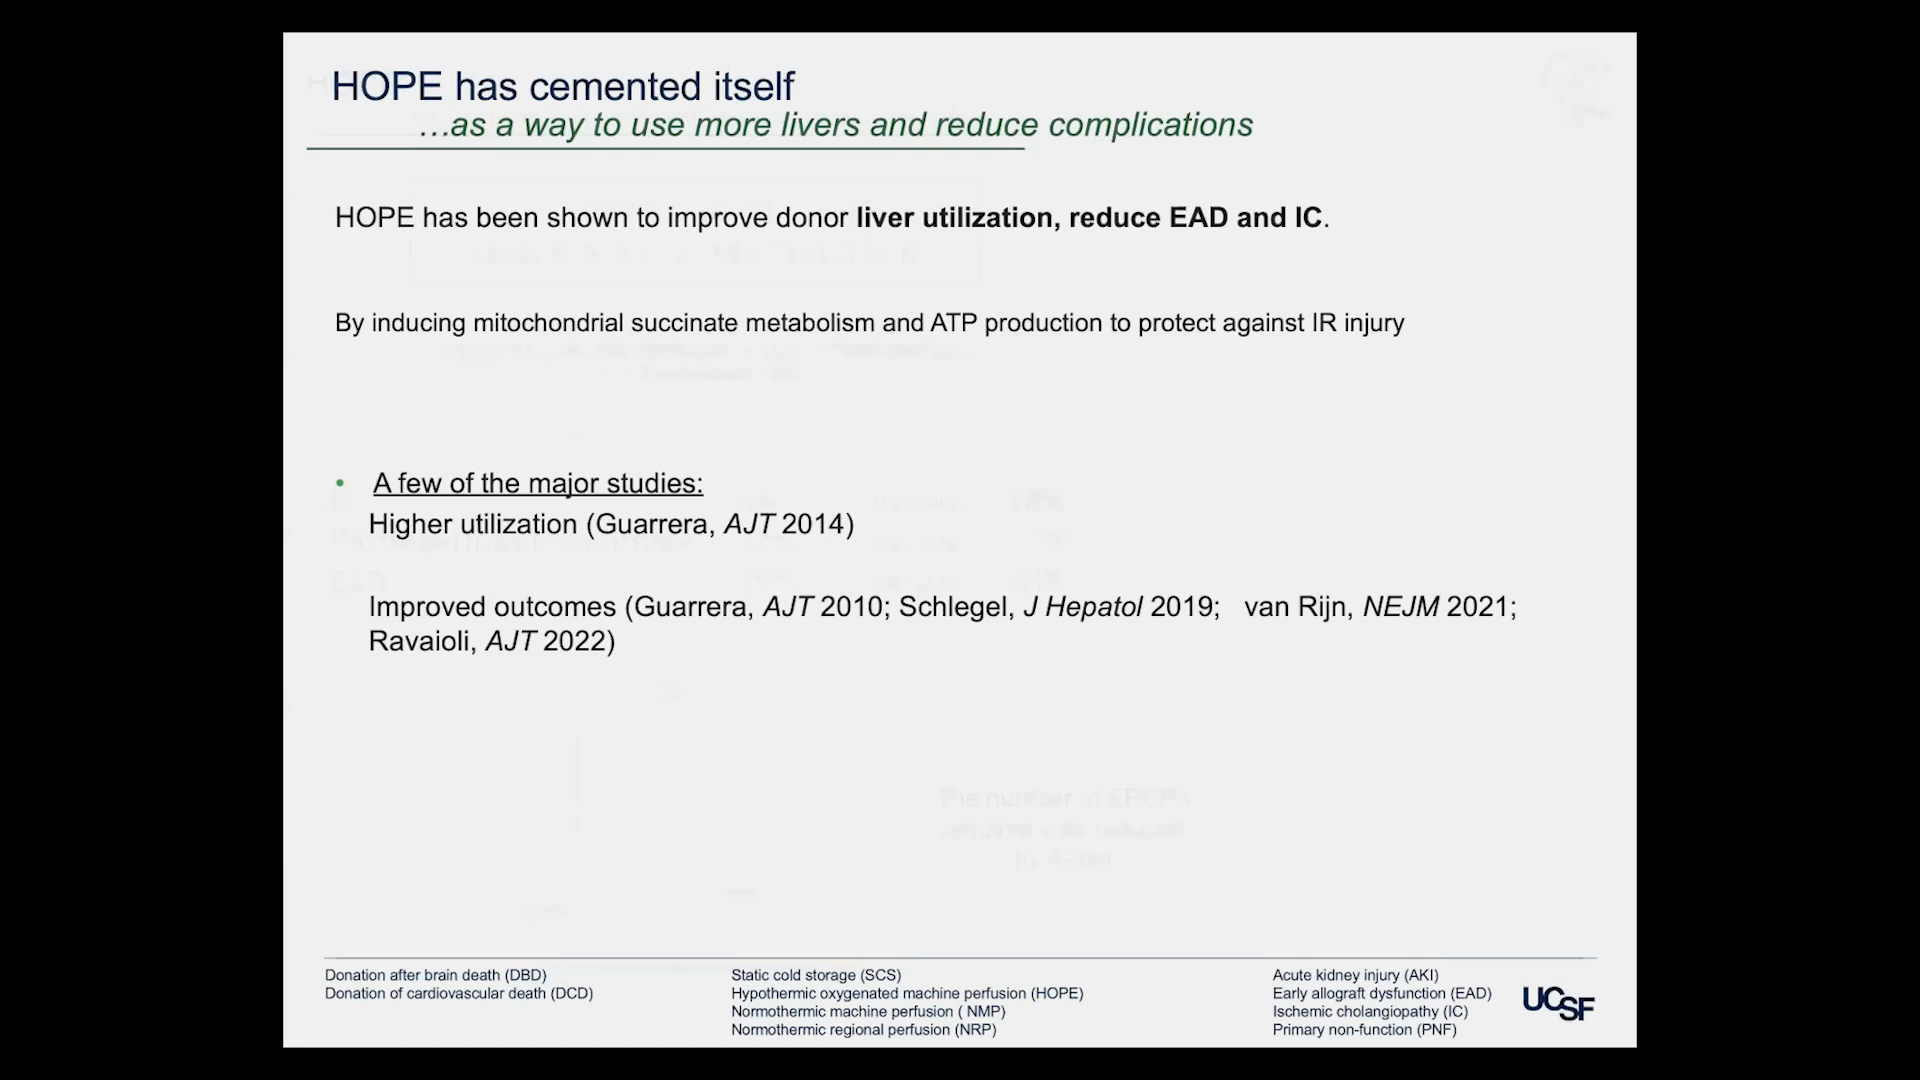 HOPE has cemented itself
…as a way to use more livers and reduce complications
HOPE has been shown to improve donor liver utilization, reduce EAD and IC.
By inducing mitochondrial succinate metabolism and ATP production to protect against IR injury
• A few of the major studies:
Higher utilization (Guarrera, AJT 2014)
Improved outcomes (Guarrera, AJT 2010; Schlegel, J Hepatol 2019; van Rijn, NEJM 2021;
Ravaioli, AJT 2022)
The number of ERCPs
Donation after brain death (DBD)
Donation of cardiovascular death (DCD)
Static cold storage (SCS)
Hypothermic oxygenated machine perfusion (HOPE)
Normothermic machine perfusion ( NMP)
Normothermic regional perfusion (NRP)
Acute kidney injury (AKI)
Early allograft dysfunction (EAD)
Ischemic cholangiopathy (IC)
Primary non-function (PNF)
UCSF